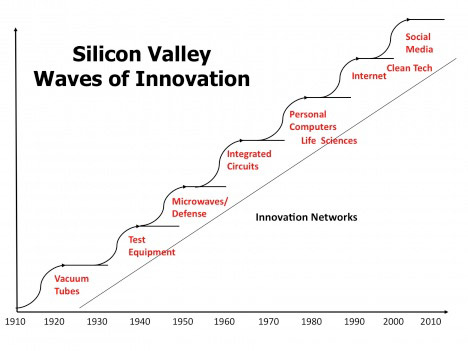 Silicon Valley
Waves of Innovation
Social
Media
Clean Tech
Internet
Personal
Computers
Life Sciences
Integrated
Circuits
Microwaves/
Defense
Innovation Networks
Test
Equipment
Vacuum
Tubes
1910 1920 1930 1940 1950 1960 1970 1980 1990 2000 2010